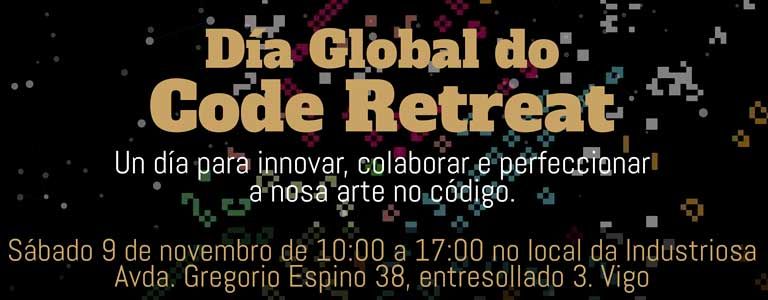 Día Global do
Code Retreat
Un día para innovar, colaborar e perfeccionar
a nosa arte no código.
Sábado 9 de novembro de 10:00 a 17:00 no local da Industriosa
Avda. Gregorio Espino 38, entresollado 3. Vigo